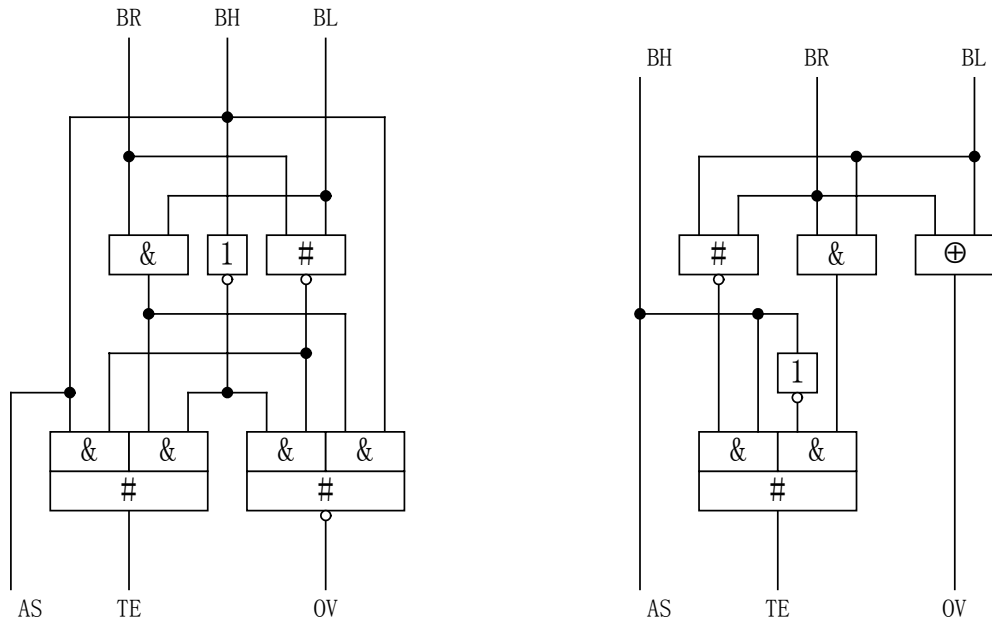 BR BH BL
BH BR BL
& 1 #
# & ⊕
1
& & & &
& &
# #
#
AS TE OV
AS TE OV